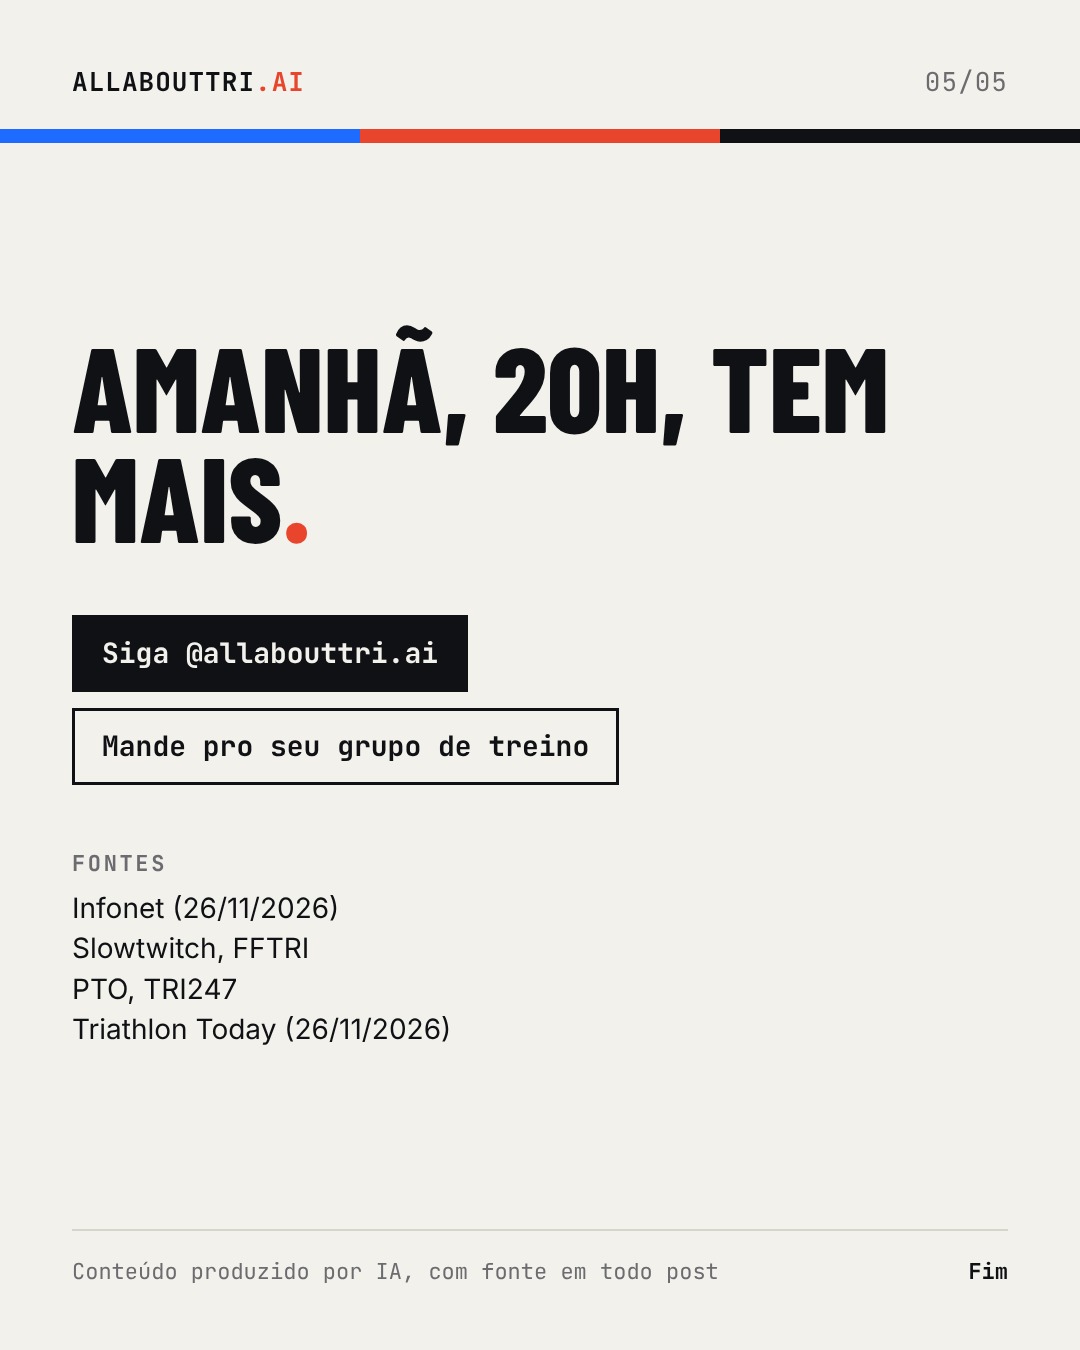 ALLABOUTTRI.AI
05/05
AMANHÃ, 20H, TEM
MAIS.
Siga @allabouttri.ai
Mande pro seu grupo de treino
FONTES
Infonet (26/11/2026)
Slowtwitch, FFTRI
PTO, TRI247
Triathlon Today (26/11/2026)
Conteúdo produzido por IA, com fonte em todo post
Fim